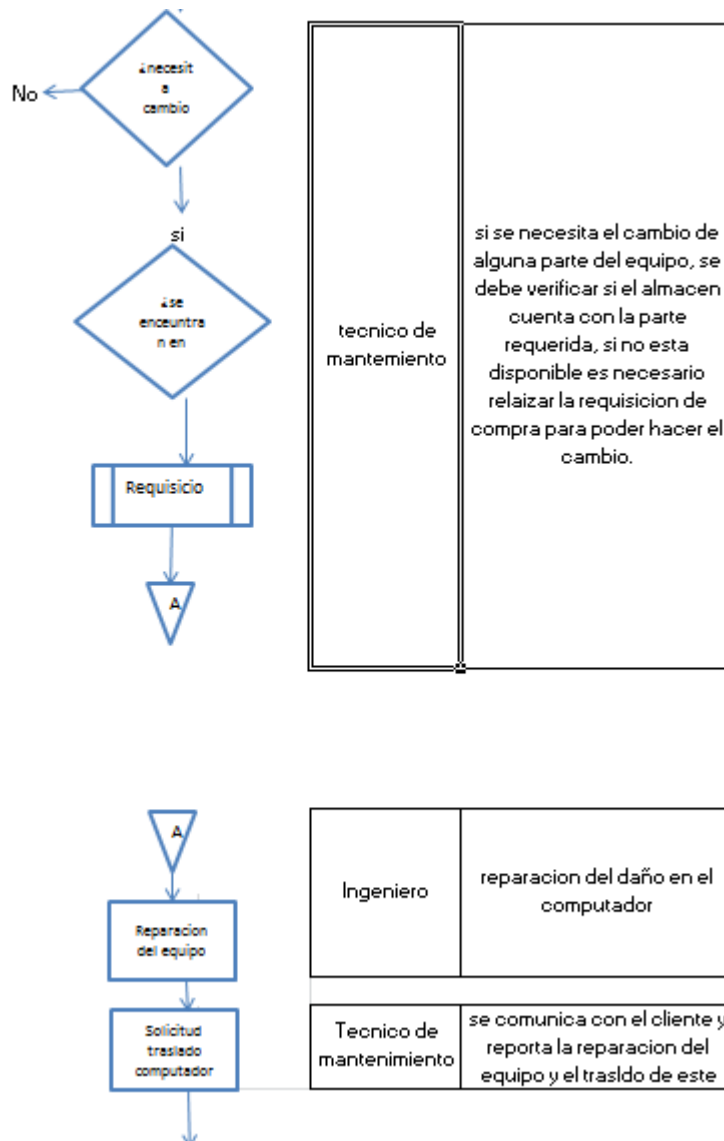 ¿necesit
a
cambio
No
si
¿se
enceuntra
n en
Requisicio
A
tecnico de
mantemiento
si se necesita el cambio de
alguna parte del equipo, se
debe verificar si el almacen
cuenta con la parte
requerida, si no esta
disponible es necesario
relaizar la requisicion de
compra para poder hacer el
cambio.
A
Reparacion
del equipo
Ingeniero
reparacion del daño en el
computador
Solicitud
traslado
computador
Tecnico de
mantenimiento
se comunica con el cliente y
reporta la reparacion del
equipo y el trasldo de este